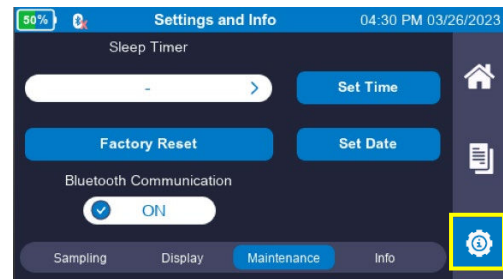 50% Settings and Info 04:30 PM 03/26/2023
Sleep Timer
- Set Time
Factory Reset Set Date
Bluetooth Communication
ON
Sampling Display Maintenance Info